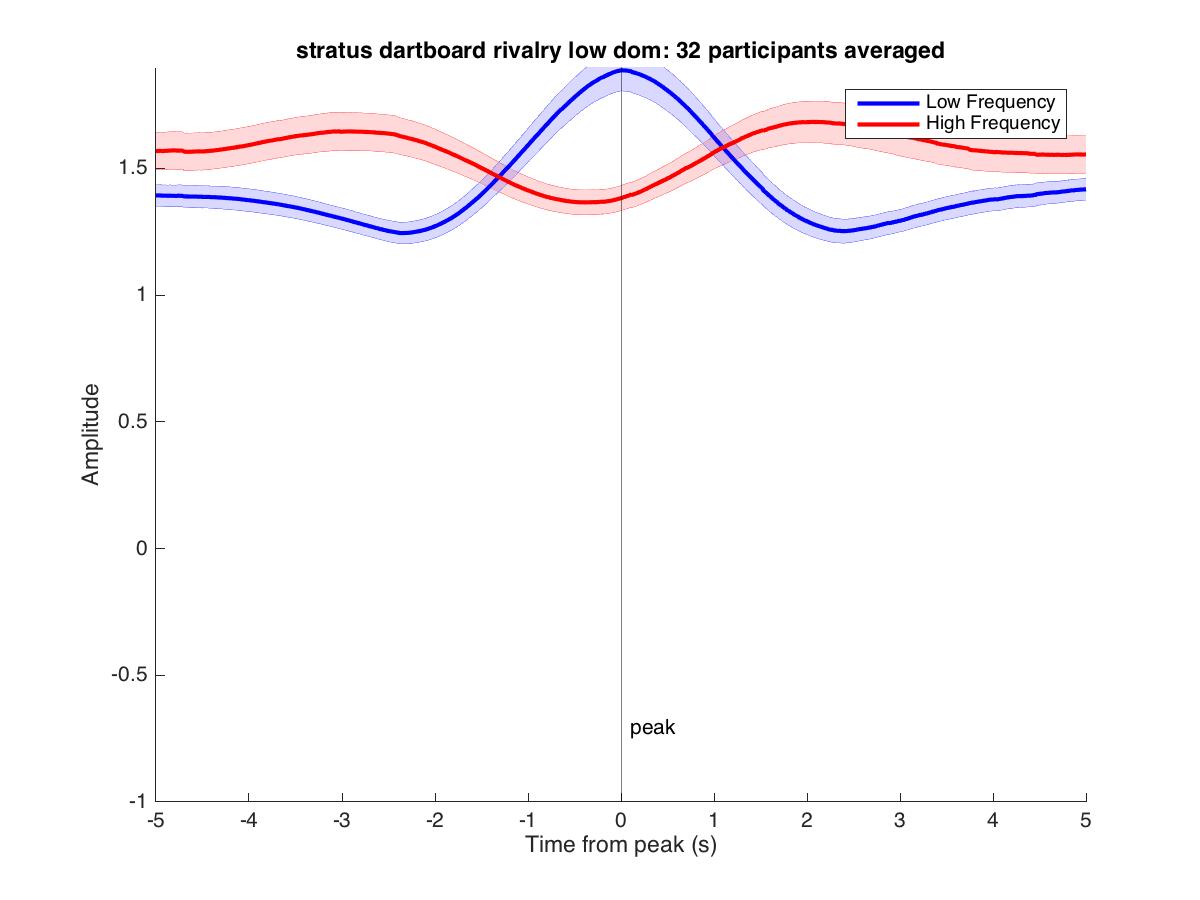 stratus dartboard rivalry low dom: 32 participants averaged
Low Frequency
High Frequency
1.5
1
0.5
0
-0.5
-1
Amplitude
peak
-5 -4 -3 -2 -1 0 1 2 3 4 5
Time from peak (s)